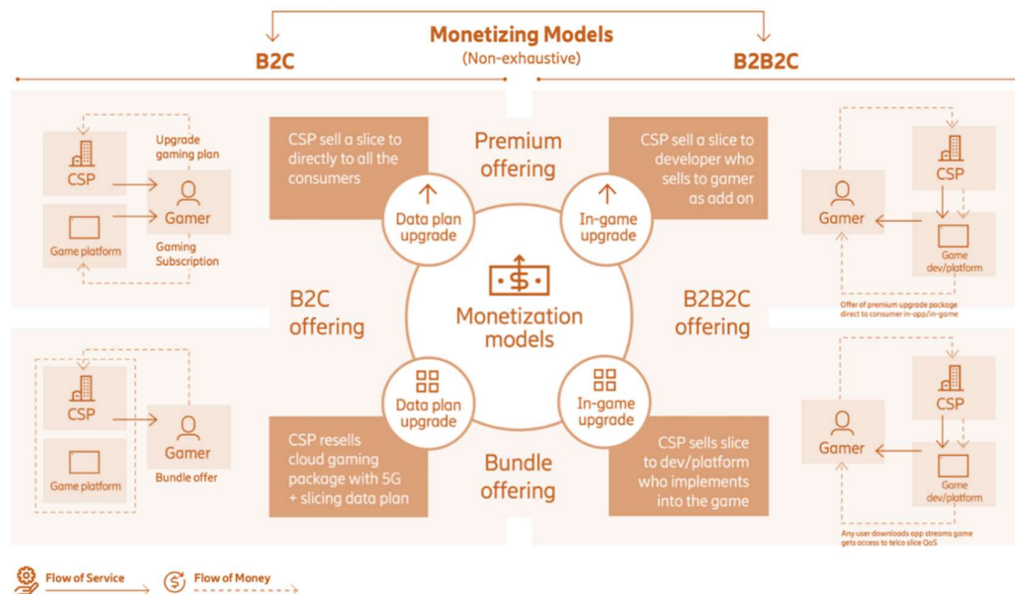 Monetizing Models
(Non-exhaustive)
B2C
B2B2C
CSP
Game platform
Upgrade
gaming plan
Gamer
Gaming
Subscription
CSP sell a slice to
directly to all the
consumers
Premium
offering
CSP sell a slice to
developer who
sells to gamer
as add on
Gamer
CSP
Game
dev/platform
Offer of premium upgrade package
direct to consumer in-app/in-game
Data plan
upgrade
In-game
upgrade
B2C
offering
$
Monetization
models
B2B2C
offering
Data plan
upgrade
In-game
upgrade
CSP
Game platform
Gamer
Bundle offer
CSP resells
cloud gaming
package with 5G
+ slicing data plan
Bundle
offering
CSP sells slice
to dev/platform
who implements
into the game
Gamer
CSP
Game
dev/platform
Any user downloads app streams game
gets access to telco slice QoS
Flow of Service
$
Flow of Money